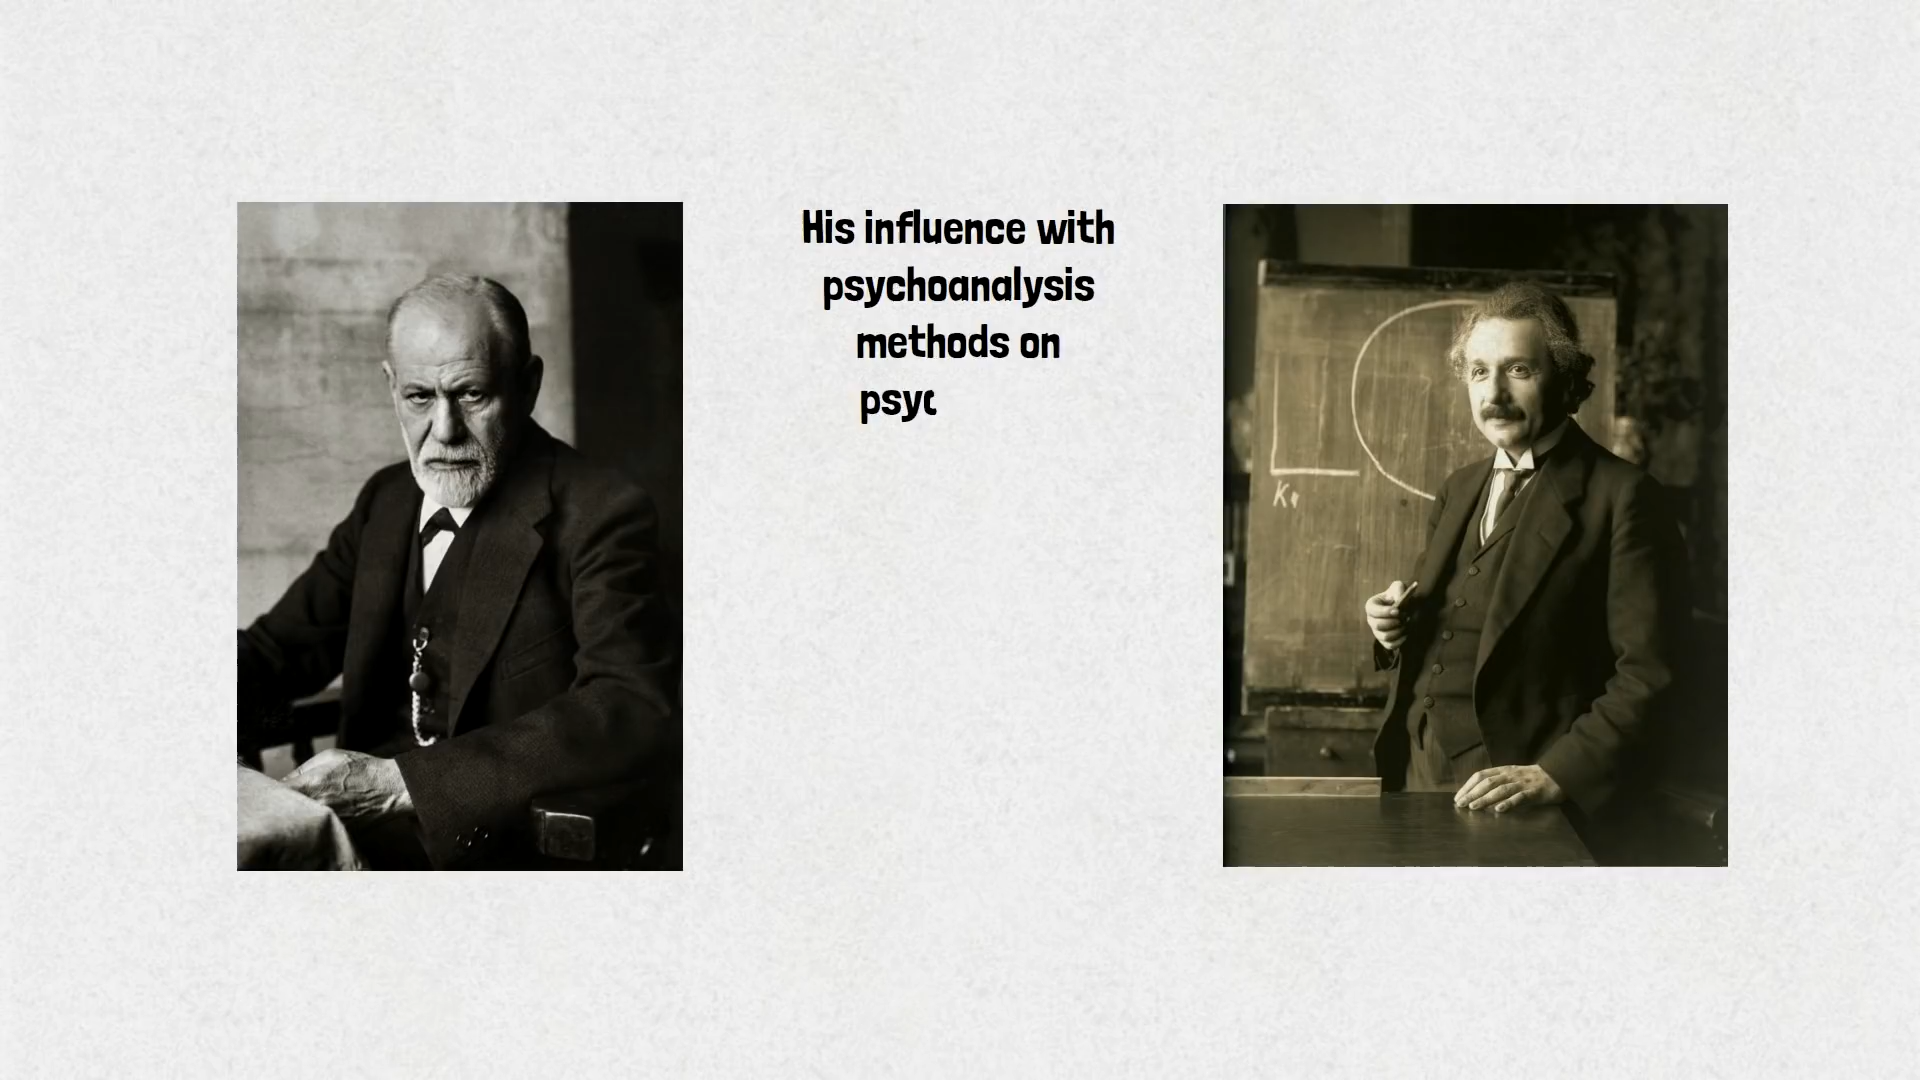 His influence with
psychoanalysis
methods on
psyc
K